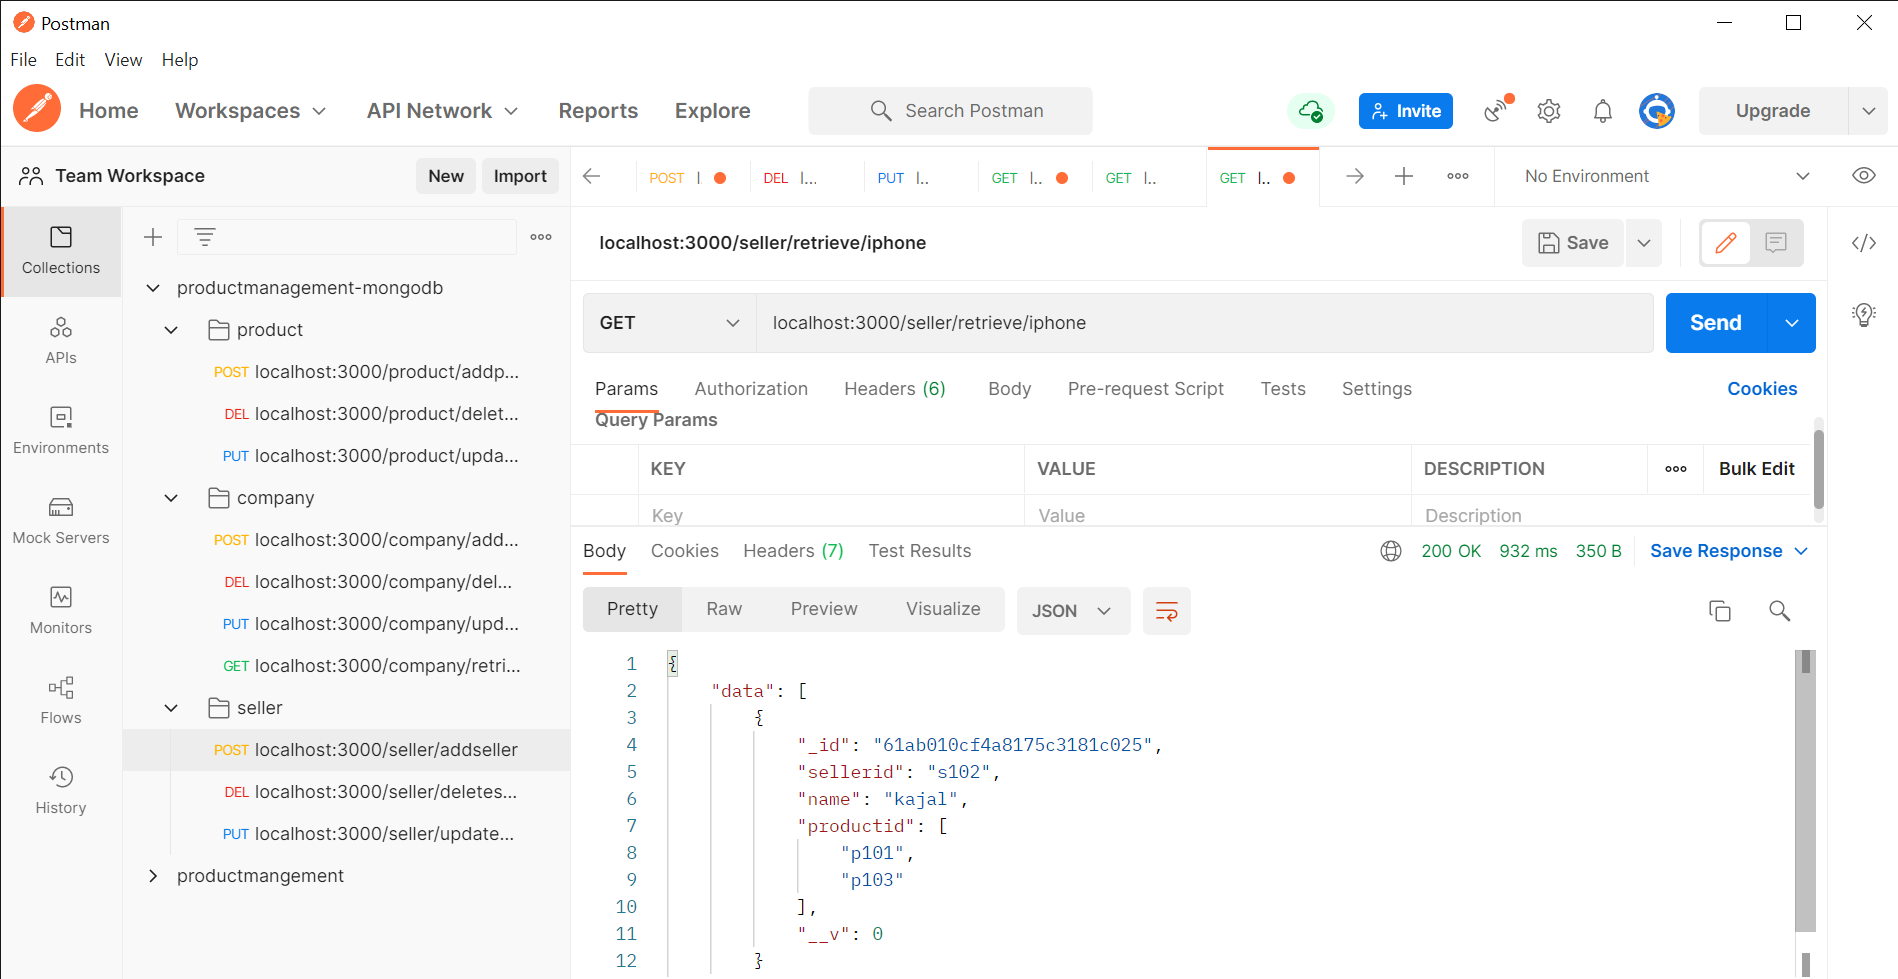 Postman
File Edit View Help
Home Workspaces API Network Reports Explore Search Postman Invite Upgrade
Team Workspace New Import POST l DEL l... PUT l.. GET l.. GET l.. GET l.. No Environment
Collections
APIs
Environments
Mock Servers
Monitors
Flows
History
productmanagement-mongodb
product
POST localhost:3000/product/addp...
DEL localhost:3000/product/delet...
PUT localhost:3000/product/upda...
company
POST localhost:3000/company/add...
DEL localhost:3000/company/del...
PUT localhost:3000/company/upd...
GET localhost:3000/company/retri...
seller
POST localhost:3000/seller/addseller
DEL localhost:3000/seller/deletes...
PUT localhost:3000/seller/update...
productmangement
localhost:3000/seller/retrieve/iphone Save
GET localhost:3000/seller/retrieve/iphone Send
Params Authorization Headers (6) Body Pre-request Script Tests Settings Cookies
Query Params
KEY VALUE DESCRIPTION Bulk Edit
Key Value Description
Body Cookies Headers (7) Test Results 200 OK 932 ms 350 B Save Response
Pretty Raw Preview Visualize JSON
1 {
2 "data": [
3 {
4 "_id": "61ab010cf4a8175c3181c025",
5 "sellerid": "s102",
6 "name": "kajal",
7 "productid": [
8 "p101",
9 "p103"
10 ],
11 "__v": 0
12 }